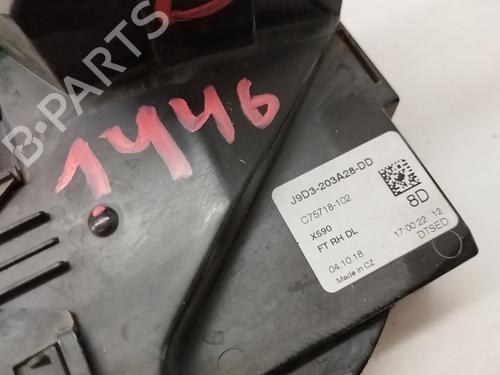 1446
B-PARTS
J9D3-203A28-DD
C75718-102
8D
X590
FT RH DL
17:00:22 12
DTSED
04.10.18
Made in CZ